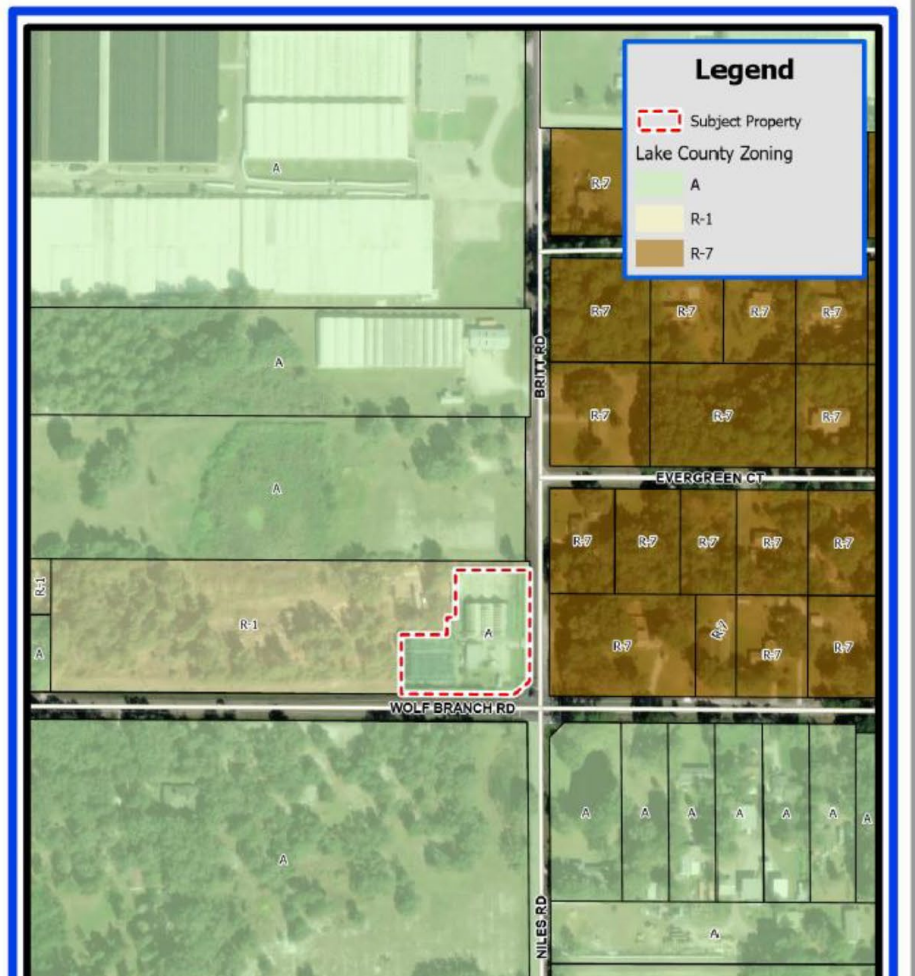 Legend
Subject Property
Lake County Zoning
A
R-1
R-7
A
R-7
A
BRITT RD
R-7
R-7
R-7
R-7
R-7
R-7
R-7
A
EVERGREEN CT
R-7
R-7
R-7
R-7
R-7
R-1
R-1
A
A
R-7
R-7
R-7
R-7
WOLF BRANCH RD
A
A
A
A
A
A
A
A
NILES RD
A